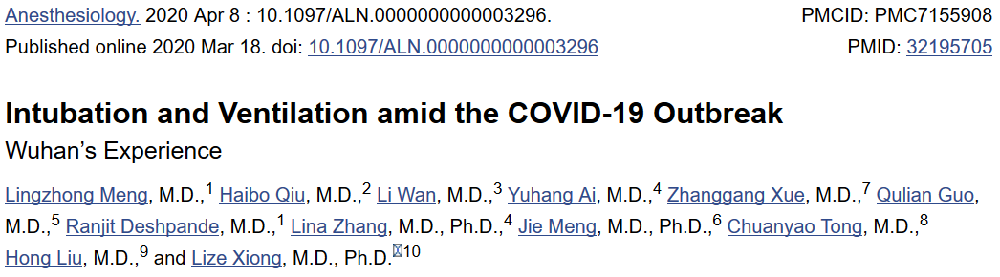 Anesthesiology. 2020 Apr 8 : 10.1097/ALN.0000000000003296. PMCID: PMC7155908
Published online 2020 Mar 18. doi: 10.1097/ALN.0000000000003296 PMID: 32195705
Intubation and Ventilation amid the COVID-19 Outbreak
Wuhan’s Experience
Lingzhong Meng, M.D.,1 Haibo Qiu, M.D.,2 Li Wan, M.D.,3 Yuhang Ai, M.D.,4 Zhanggang Xue, M.D.,7 Qulian Guo,
M.D.,5 Ranjit Deshpande, M.D.,1 Lina Zhang, M.D., Ph.D.,4 Jie Meng, M.D., Ph.D.,6 Chuanyao Tong, M.D.,8
Hong Liu, M.D.,9 and Lize Xiong, M.D., Ph.D.10